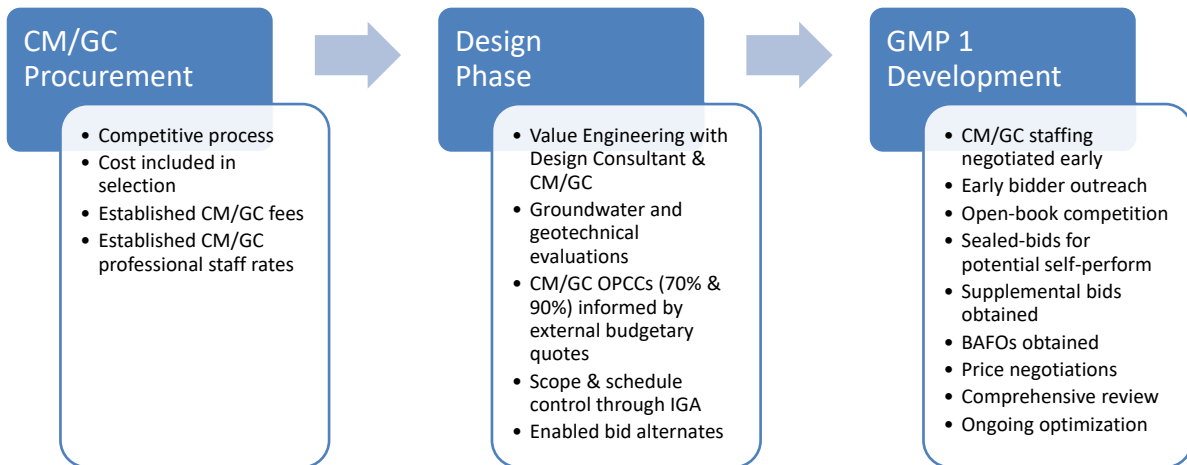 CM/GC
Procurement
• Competitive process
• Cost included in
selection
• Established CM/GC fees
• Established CM/GC
professional staff rates
Design
Phase
• Value Engineering with
Design Consultant &
CM/GC
• Groundwater and
geotechnical
evaluations
• CM/GC OPCCs (70% &
90%) informed by
external budgetary
quotes
• Scope & schedule
control through IGA
• Enabled bid alternates
GMP 1
Development
• CM/GC staffing
negotiated early
• Early bidder outreach
• Open-book competition
• Sealed-bids for
potential self-perform
• Supplemental bids
obtained
• BAFOs obtained
• Price negotiations
• Comprehensive review
• Ongoing optimization